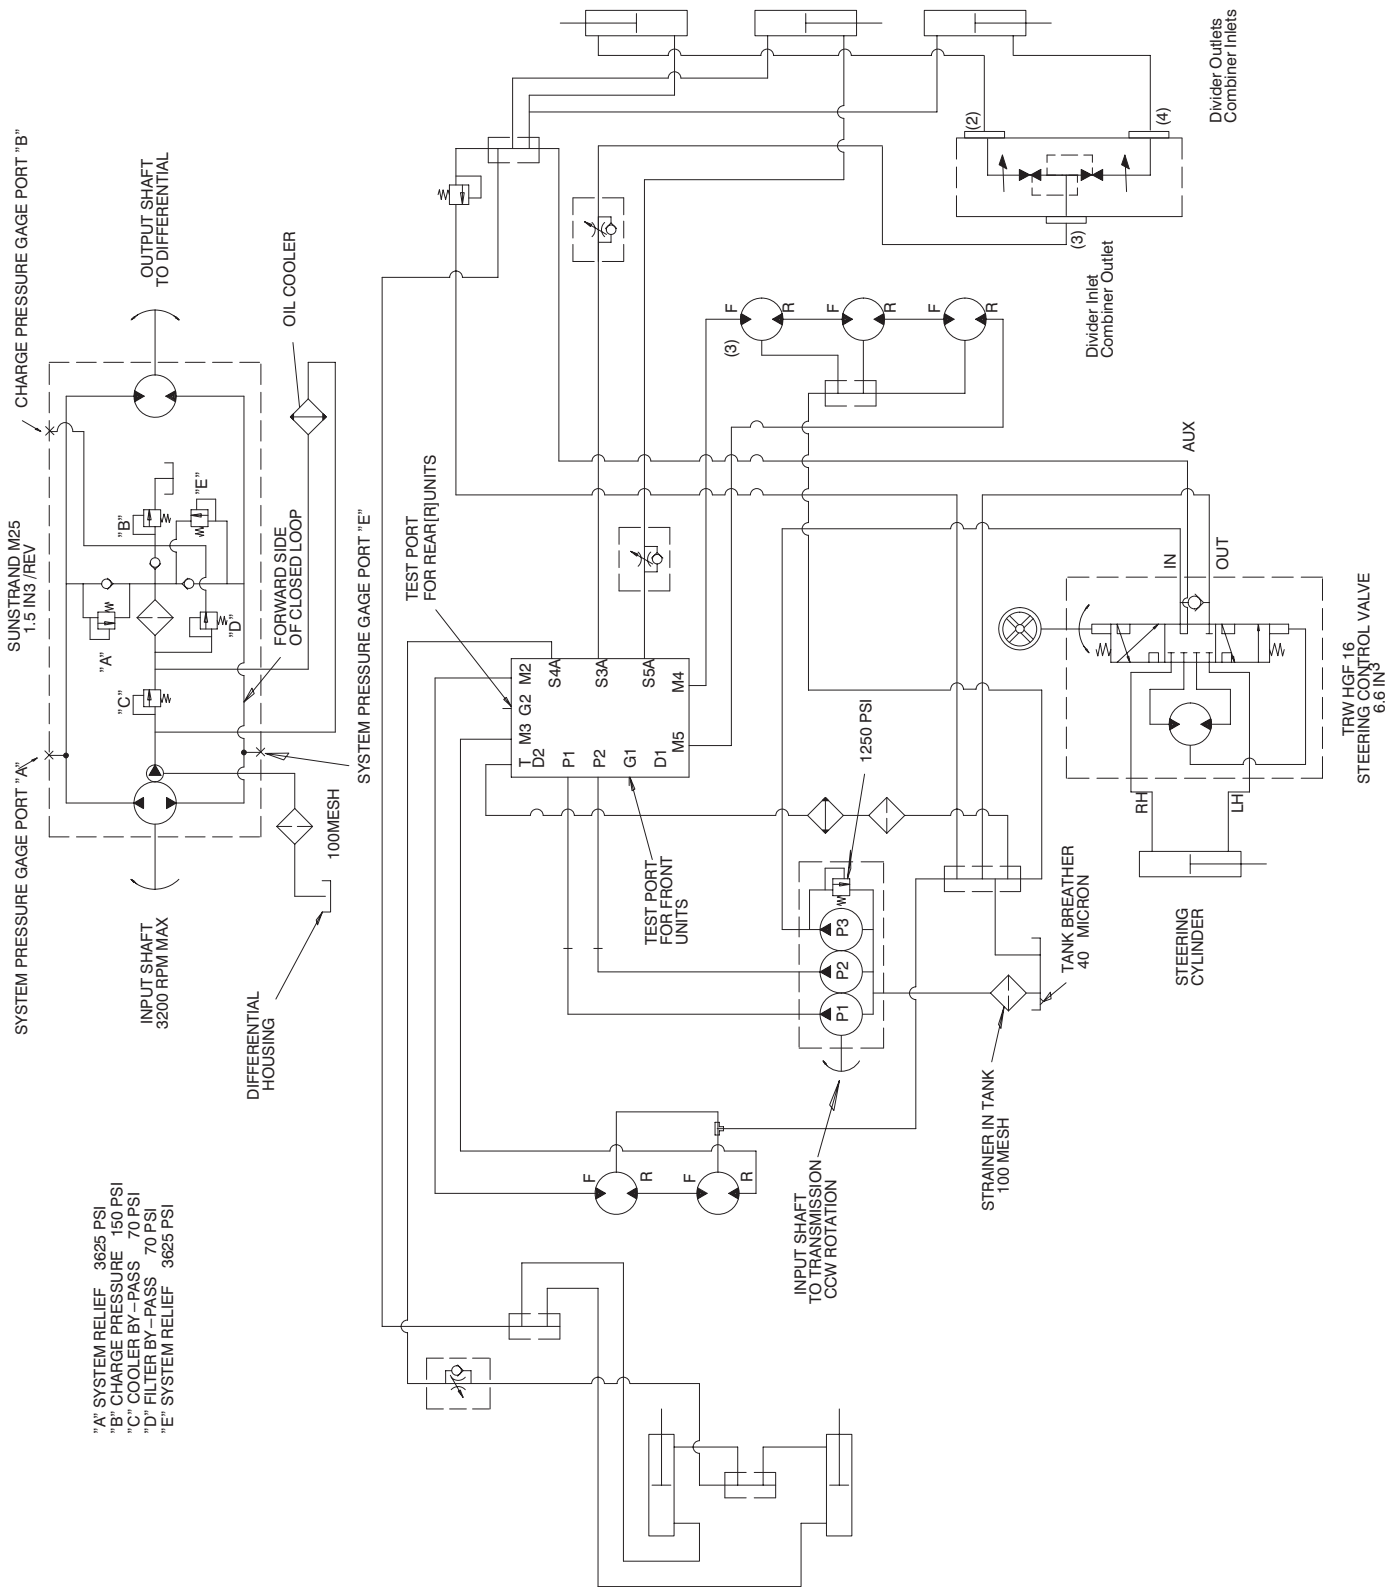 SUNSTRAND M25
1.5 IN3 /REV
SYSTEM PRESSURE GAGE PORT "A"
CHARGE PRESSURE GAGE PORT "B"
INPUT SHAFT
3200 RPM MAX
OUTPUT SHAFT
TO DIFFERENTIAL
"C"
"A"
"D"
"B"
"E"
FORWARD SIDE
OF CLOSED LOOP
OIL COOLER
100MESH
DIFFERENTIAL
HOUSING
SYSTEM PRESSURE GAGE PORT "E"
"A" SYSTEM RELIEF 3625 PSI
"B" CHARGE PRESSURE 150 PSI
"C" COOLER BY-PASS 70 PSI
"D" FILTER BY-PASS 70 PSI
"E" SYSTEM RELIEF 3625 PSI
TEST PORT
FOR REAR[R]UNITS
T
M3 G2 M2
D2
S4A
P1
P2
S3A
G1
S5A
D1
M5
M4
TEST PORT
FOR FRONT
UNITS
F
R
F
R
F
R
F
R
F
R
(3)
1250 PSI
P1
P2
P3
INPUT SHAFT
TO TRANSMISSION
CCW ROTATION
STRAINER IN TANK
100 MESH
TANK BREATHER
40 MICRON
(2)
(4)
(3)
Divider Inlet
Combiner Outlet
Divider Outlets
Combiner Inlets
AUX
IN
OUT
RH
LH
STEERING
CYLINDER
TRW HGF 16
STEERING CONTROL VALVE
6.6 IN3